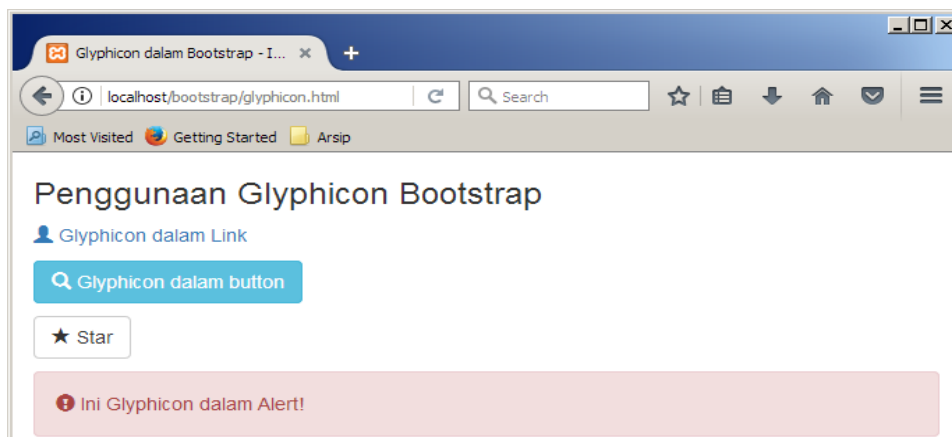 Glyphicon dalam Bootstrap - I...
localhost/bootstrap/glyphicon.html
Search
Most Visited Getting Started Arsip
Penggunaan Glyphicon Bootstrap
Glyphicon dalam Link
Glyphicon dalam button
Star
Ini Glyphicon dalam Alert!